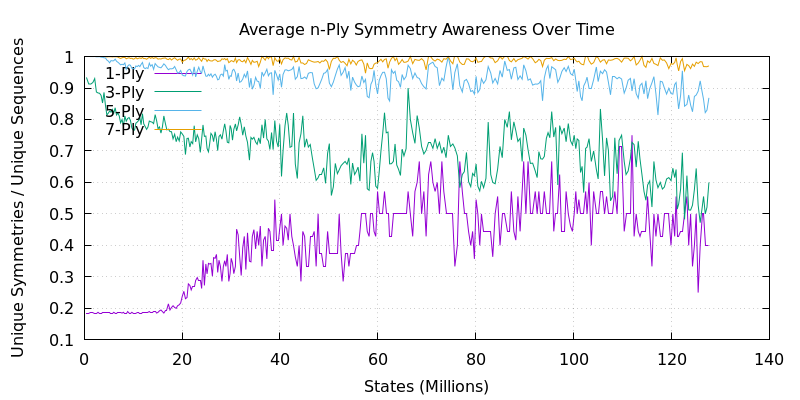 Average n-Ply Symmetry Awareness Over Time
Unique Symmetries / Unique Sequences
1
0.9
0.8
0.7
0.6
0.5
0.4
0.3
0.2
0.1
1-Ply
3-Ply
5-Ply
7-Ply
0 20 40 60 80 100 120 140
States (Millions)